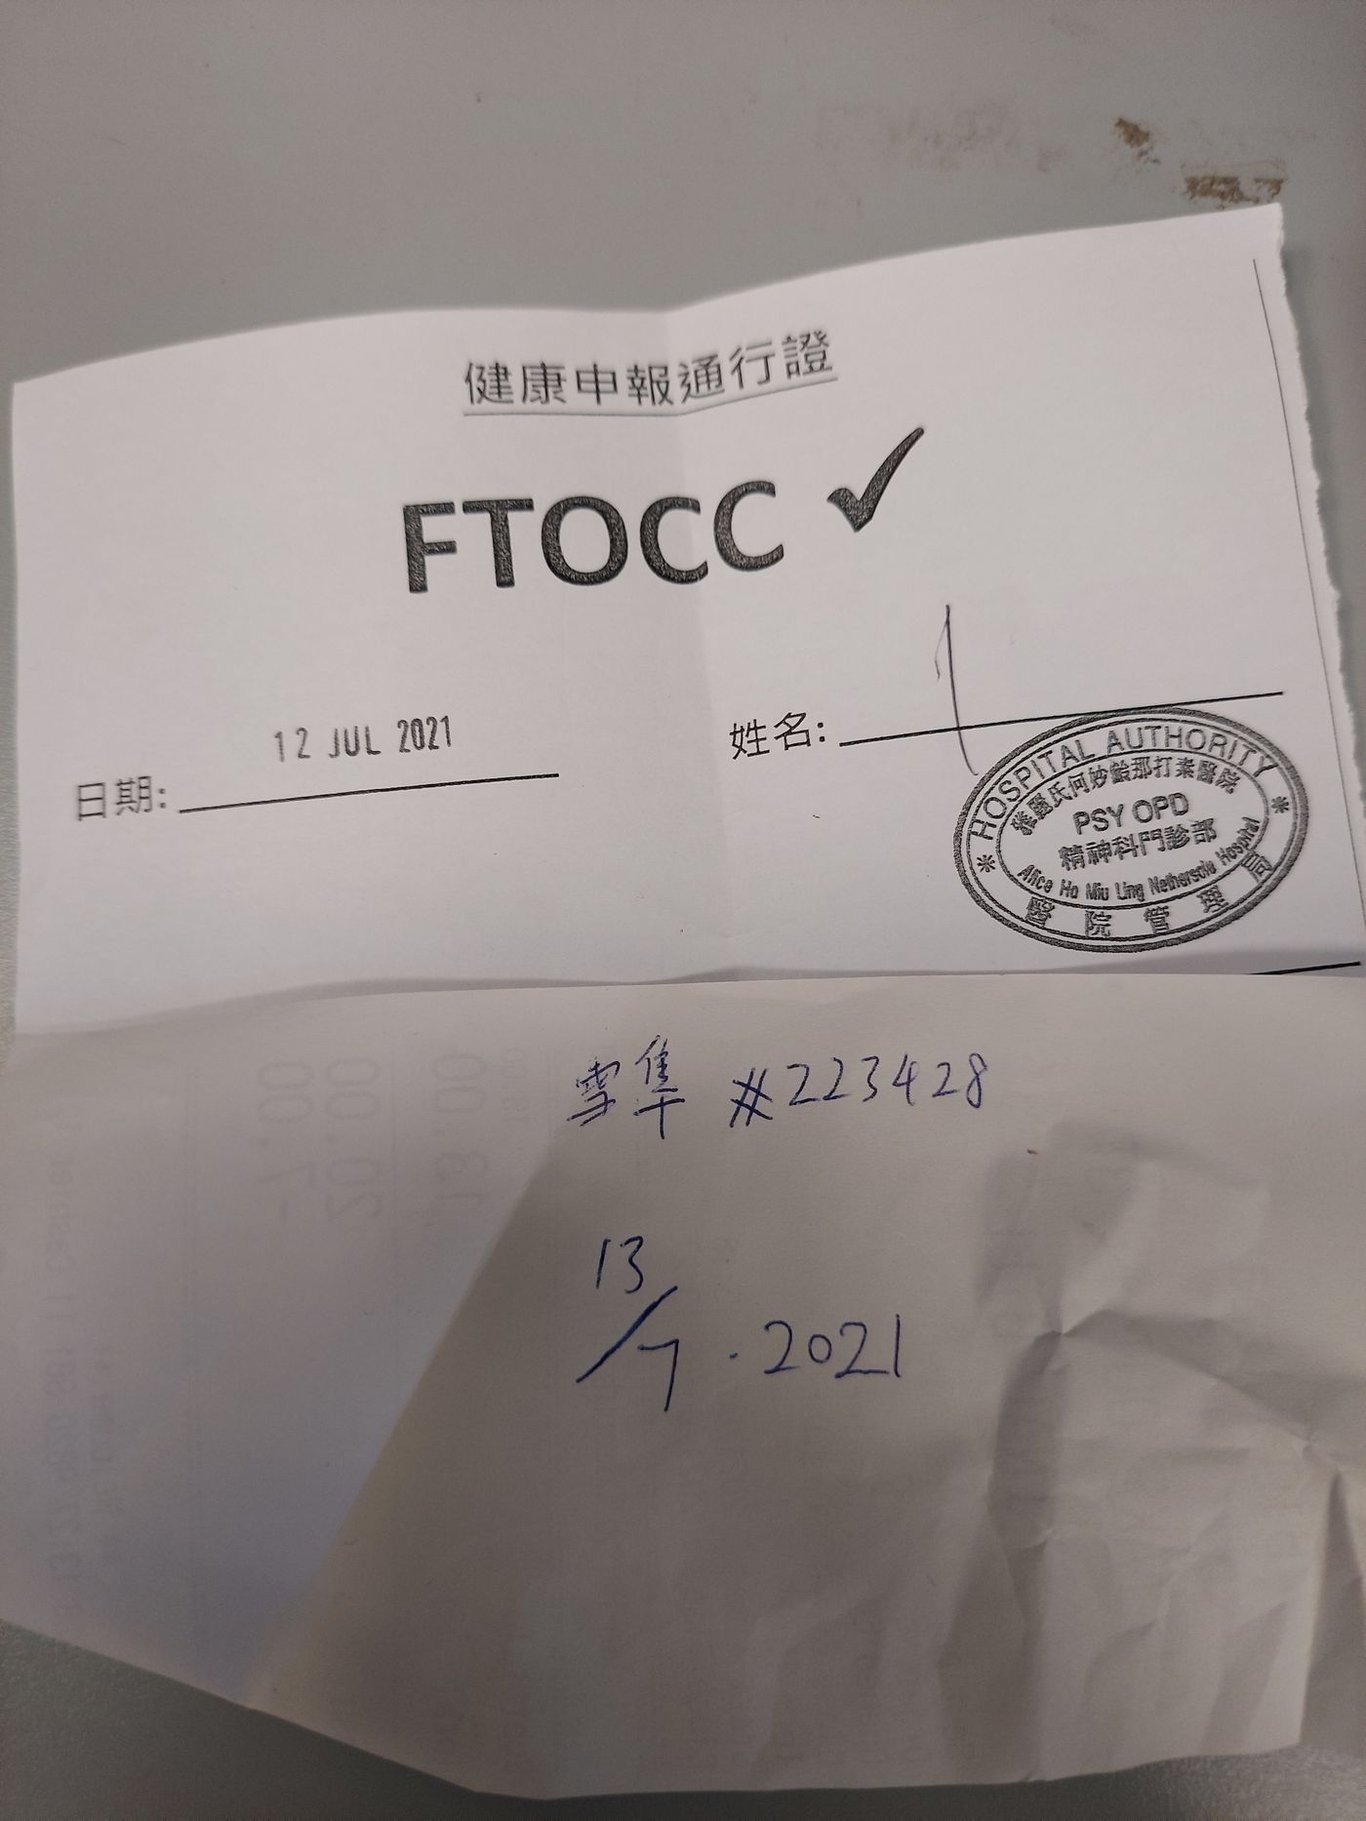 健康申報通行證
FTOCC ✓
日期: 12 JUL 2021
姓名:
HOSPITAL AUTHORITY
雅麗氏何妙齡那打素醫院
PSY OPD
精神科門診部
Alice Ho Miu Ling Nethersole Hospital
醫院管理局
雪隼 #223428
13/7.2021